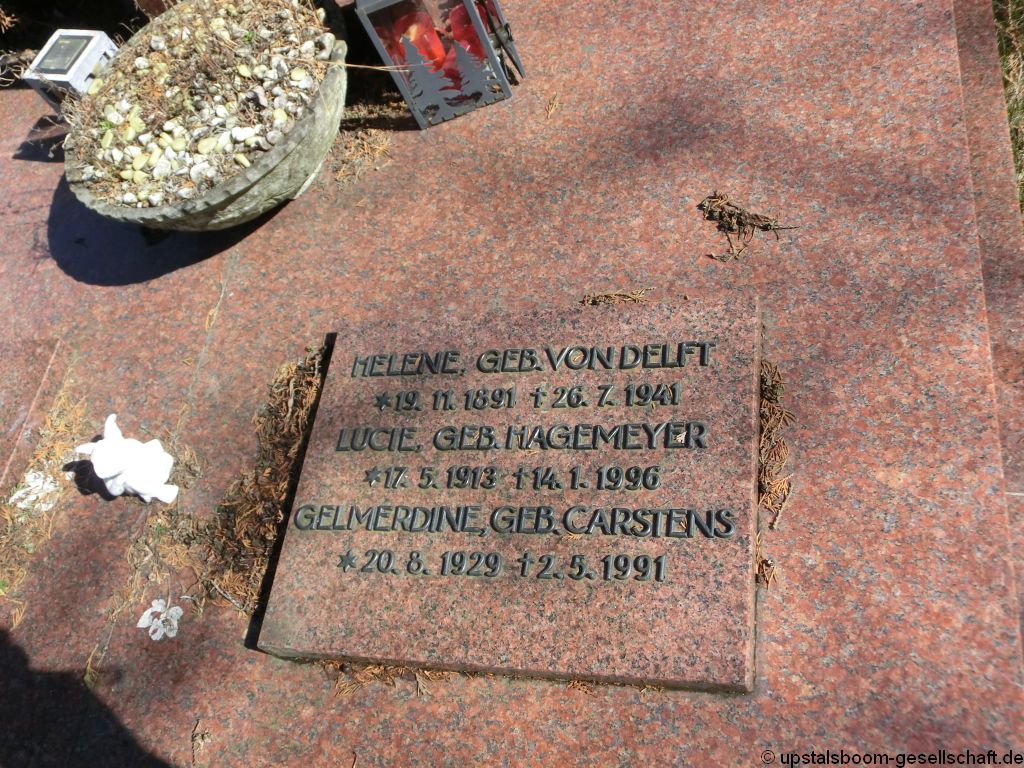 HELENE, GEB. VON DELFT
*19. 11. 1891 †26. 7. 1941
LUCIE, GEB. HAGEMEYER
*17. 5. 1913 †14. 1. 1996
GELMERDINE, GEB. CARSTENS
*20. 8. 1929 †2. 5. 1991
© upstalsboom-gesellschaft.de